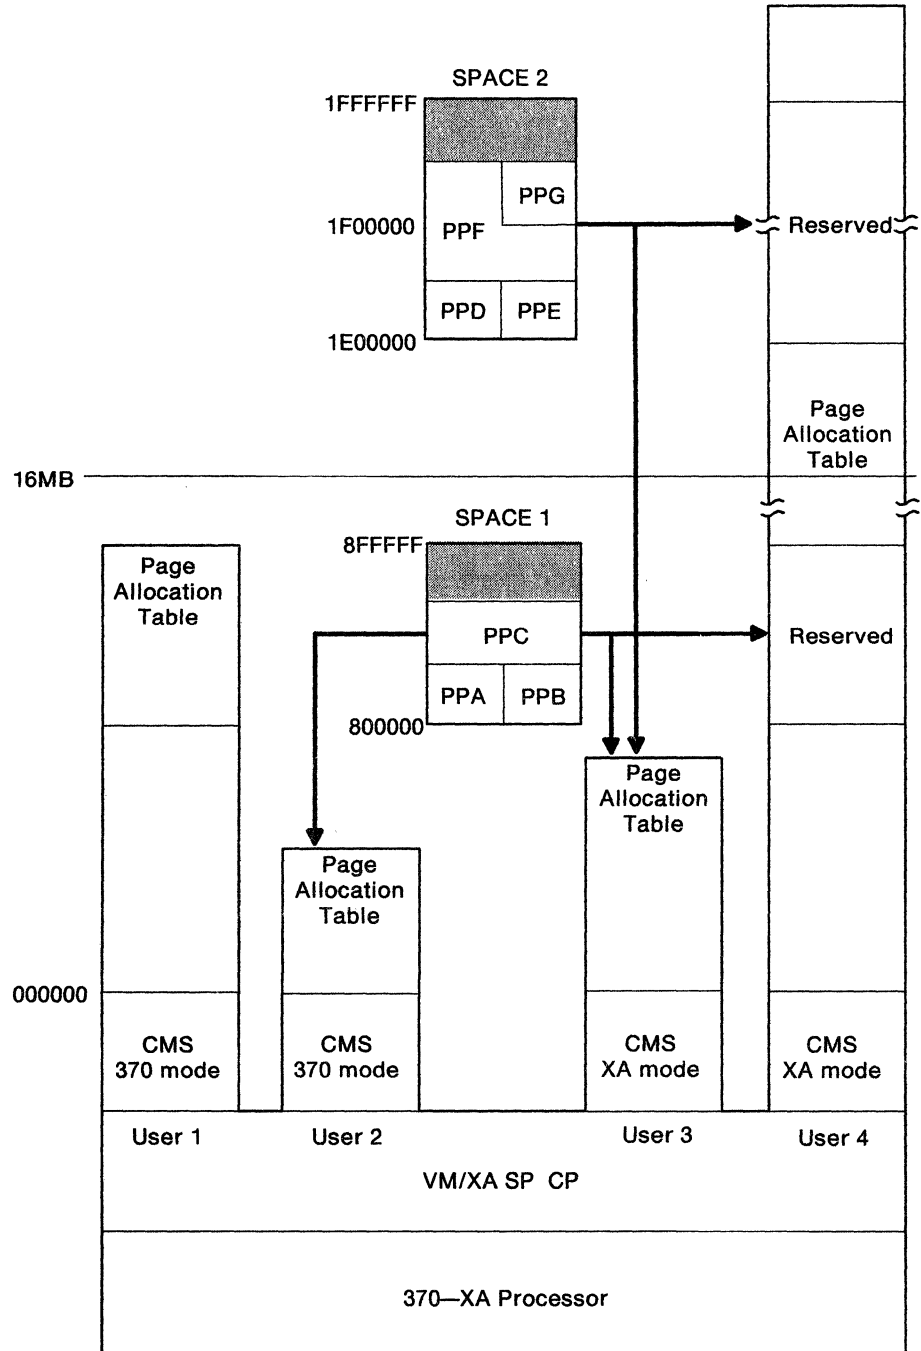 SPACE 2
1FFFFFF
PPG
1F00000
PPF
Reserved
PPD
PPE
1E00000
Page
Allocation
Table
16MB
SPACE 1
8FFFFF
Page
Allocation
Table
PPC
Reserved
PPA
PPB
800000
Page
Allocation
Table
Page
Allocation
Table
000000
CMS
370 mode
CMS
370 mode
CMS
XA mode
CMS
XA mode
User 1
User 2
User 3
User 4
VM/XA SP CP
370—XA Processor